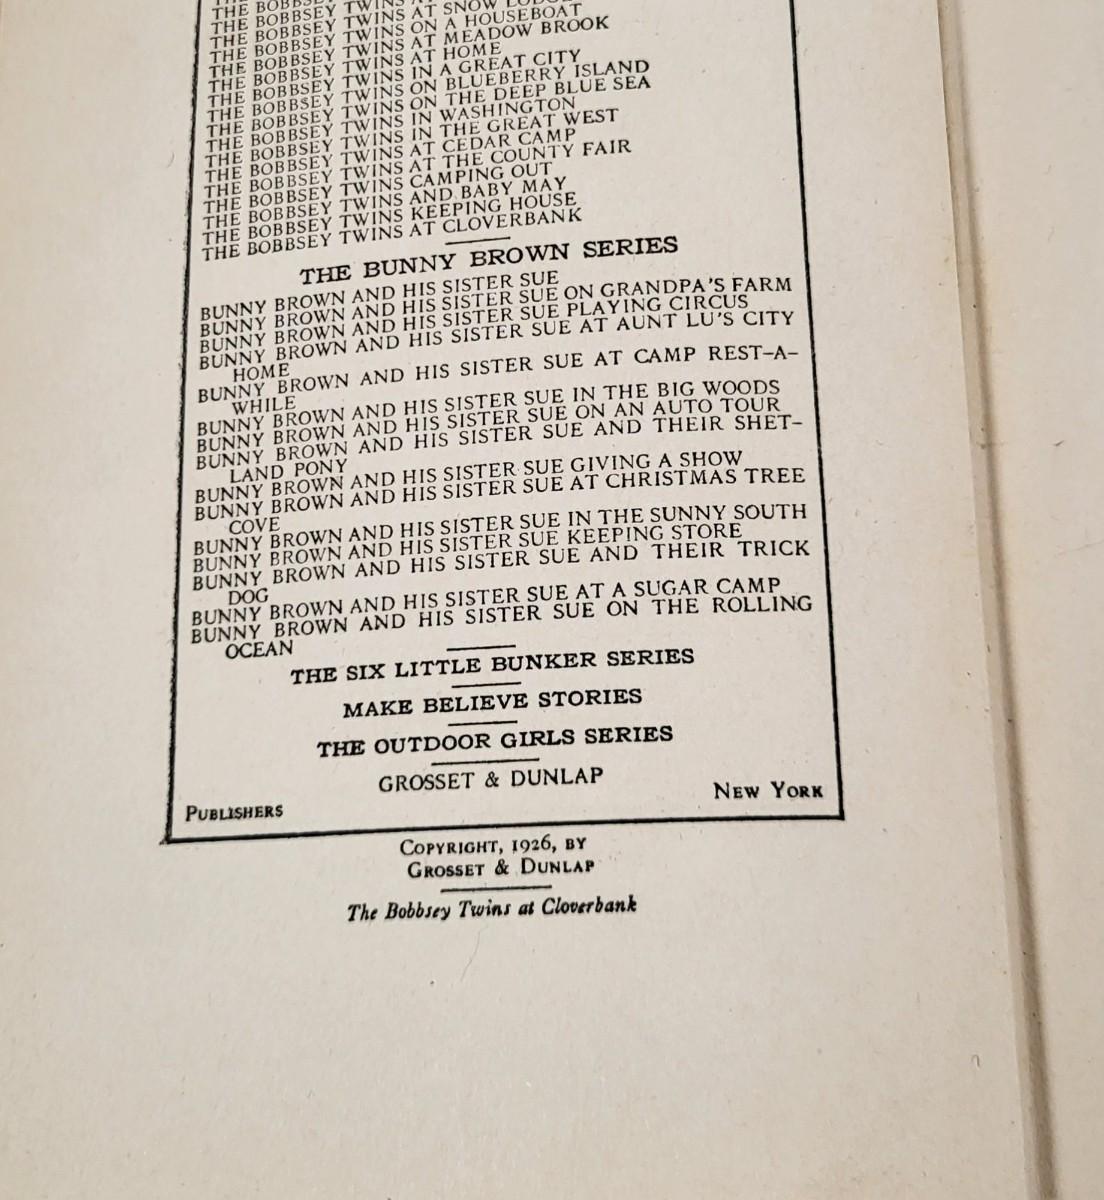 THE BOBBSEY TWINS
THE BOBBSEY TWINS AT SNOW
THE BOBBSEY TWINS ON A HOUSEBOAT
THE BOBBSEY TWINS AT MEADOW BROOK
THE BOBBSEY TWINS AT HOME
THE BOBBSEY TWINS IN A GREAT CITY
THE BOBBSEY TWINS ON BLUEBERRY ISLAND
THE BOBBSEY TWINS ON THE DEEP BLUE SEA
THE BOBBSEY TWINS IN WASHINGTON
THE BOBBSEY TWINS IN THE GREAT WEST
THE BOBBSEY TWINS AT CEDAR CAMP
THE BOBBSEY TWINS AT THE COUNTY FAIR
THE BOBBSEY TWINS CAMPING OUT
THE BOBBSEY TWINS AND BABY MAY
THE BOBBSEY TWINS KEEPING HOUSE
THE BOBBSEY TWINS AT CLOVERBANK
THE BUNNY BROWN SERIES
BUNNY BROWN AND HIS SISTER SUE
BUNNY BROWN AND HIS SISTER SUE ON GRANDPA'S FARM
BUNNY BROWN AND HIS SISTER SUE PLAYING CIRCUS
BUNNY BROWN AND HIS SISTER SUE AT AUNT LU'S CITY
HOME
BUNNY BROWN AND HIS SISTER SUE AT CAMP REST-A-
WHILE
BUNNY BROWN AND HIS SISTER SUE IN THE BIG WOODS
BUNNY BROWN AND HIS SISTER SUE ON AN AUTO TOUR
BUNNY BROWN AND HIS SISTER SUE AND THEIR SHET-
LAND PONY
BUNNY BROWN AND HIS SISTER SUE GIVING A SHOW
BUNNY BROWN AND HIS SISTER SUE AT CHRISTMAS TREE
COVE
BUNNY BROWN AND HIS SISTER SUE IN THE SUNNY SOUTH
BUNNY BROWN AND HIS SISTER SUE KEEPING STORE
BUNNY BROWN AND HIS SISTER SUE AND THEIR TRICK
DOG
BUNNY BROWN AND HIS SISTER SUE AT A SUGAR CAMP
BUNNY BROWN AND HIS SISTER SUE ON THE ROLLING
OCEAN
THE SIX LITTLE BUNKER SERIES
MAKE BELIEVE STORIES
THE OUTDOOR GIRLS SERIES
GROSSET & DUNLAP
PUBLISHERS NEW YORK
COPYRIGHT, 1926, BY
GROSSET & DUNLAP
The Bobbsey Twins at Cloverbank